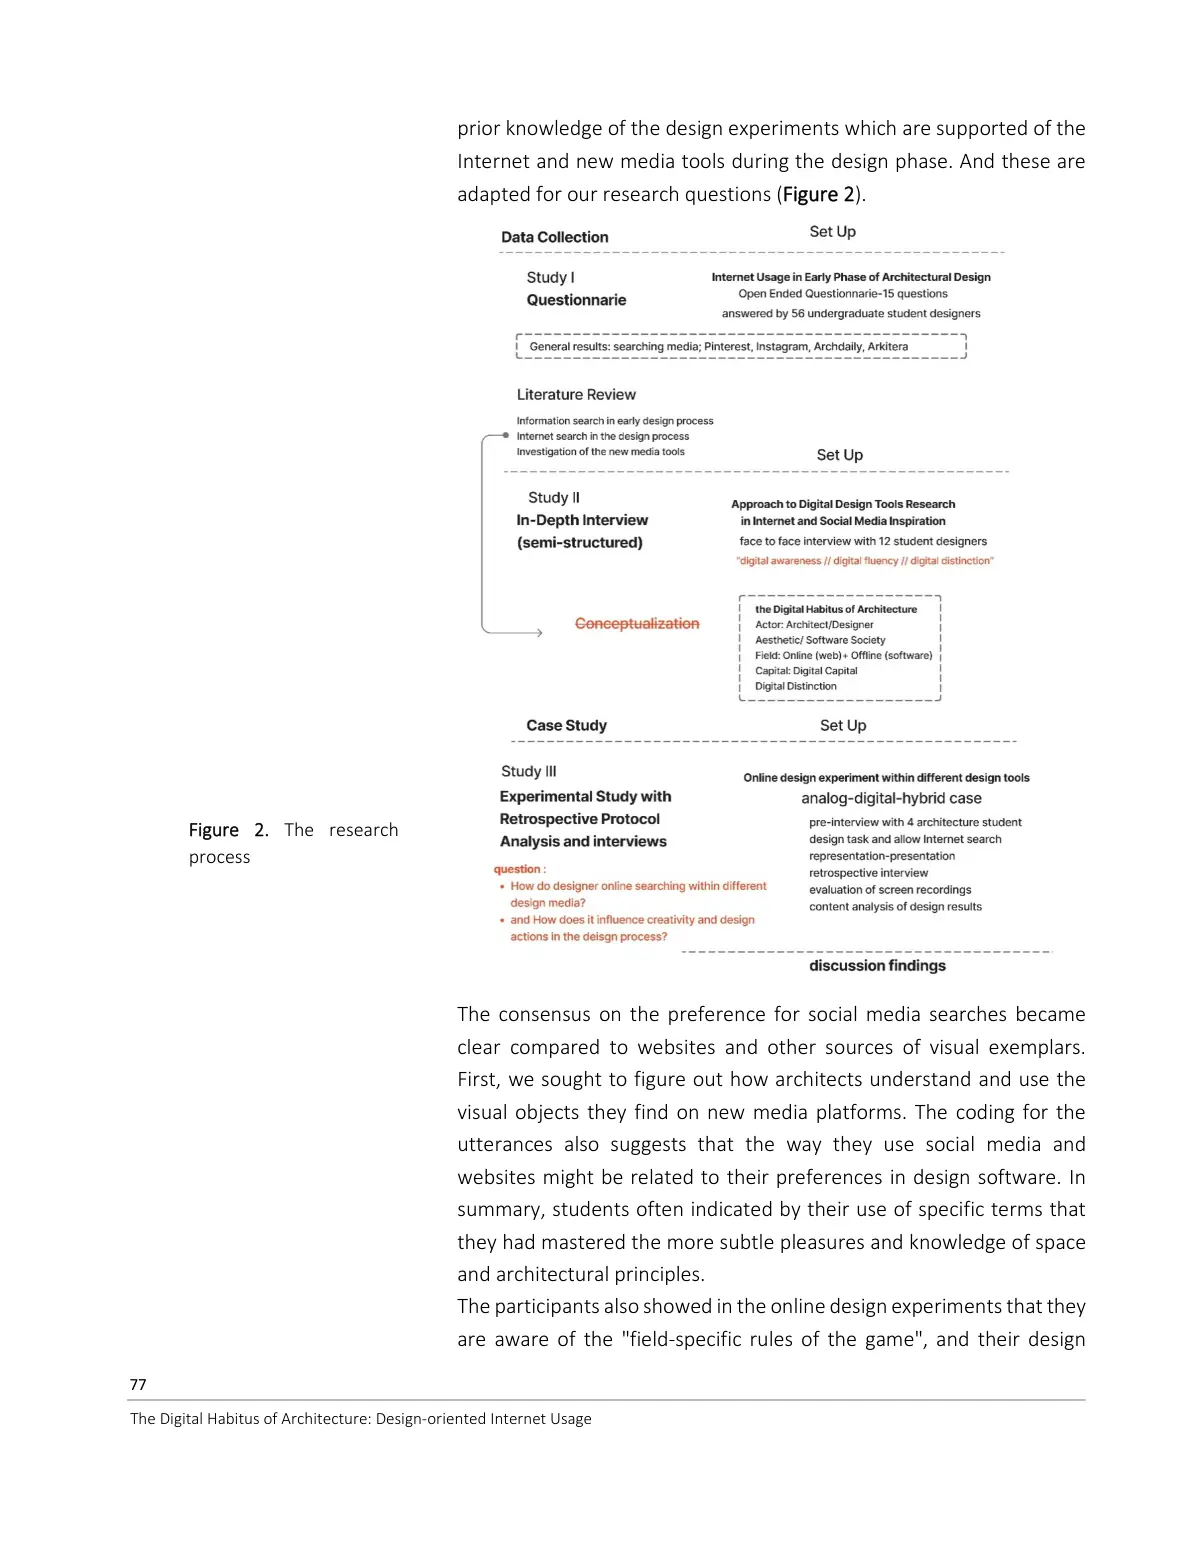 prior knowledge of the design experiments which are supported of the
Internet and new media tools during the design phase. And these are
adapted for our research questions (Figure 2).
Data Collection
Set Up
Study I
Questionnarie
Internet Usage in Early Phase of Architectural Design
Open Ended Questionnarie-15 questions
answered by 56 undergraduate student designers
General results: searching media; Pinterest, Instagram, Archdaily, Arkitera
Literature Review
Information search in early design process
Internet search in the design process
Investigation of the new media tools
Set Up
Study II
In-Depth Interview
(semi-structured)
Approach to Digital Design Tools Research
in Internet and Social Media Inspiration
face to face interview with 12 student designers
"digital awareness // digital fluency // digital distinction"
Conceptualization
the Digital Habitus of Architecture
Actor: Architect/Designer
Aesthetic/ Software Society
Field: Online (web)+ Offline (software)
Capital: Digital Capital
Digital Distinction
Case Study
Set Up
Study III
Experimental Study with
Retrospective Protocol
Analysis and interviews
Online design experiment within different design tools
analog-digital-hybrid case
pre-interview with 4 architecture student
design task and allow Internet search
representation-presentation
retrospective interview
evaluation of screen recordings
content analysis of design results
question :
• How do designer online searching within different
design media?
• and How does it influence creativity and design
actions in the deisgn process?
discussion findings
Figure 2. The research
process
The consensus on the preference for social media searches became
clear compared to websites and other sources of visual exemplars.
First, we sought to figure out how architects understand and use the
visual objects they find on new media platforms. The coding for the
utterances also suggests that the way they use social media and
websites might be related to their preferences in design software. In
summary, students often indicated by their use of specific terms that
they had mastered the more subtle pleasures and knowledge of space
and architectural principles.
The participants also showed in the online design experiments that they
are aware of the "field-specific rules of the game", and their design
77
The Digital Habitus of Architecture: Design-oriented Internet Usage